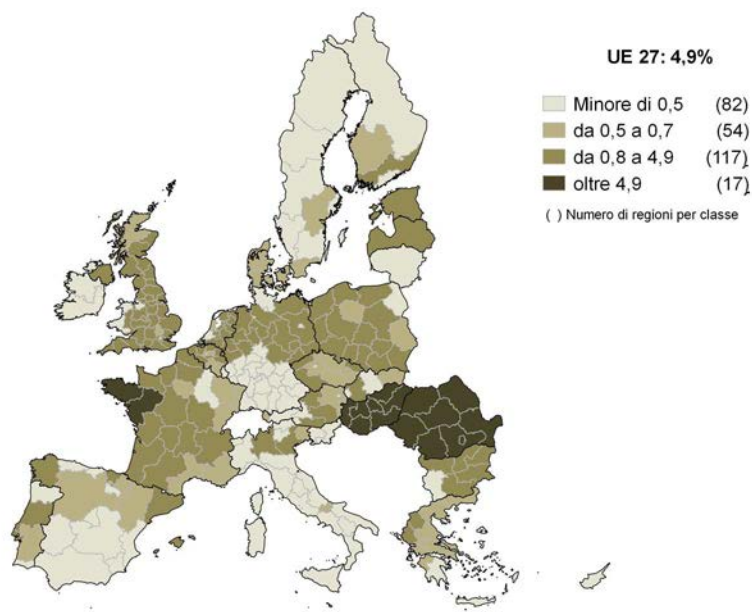 UE 27: 4,9%
Minore di 0,5 (82)
da 0,5 a 0,7 (54)
da 0,8 a 4,9 (117)
oltre 4,9 (17)
( ) Numero di regioni per classe